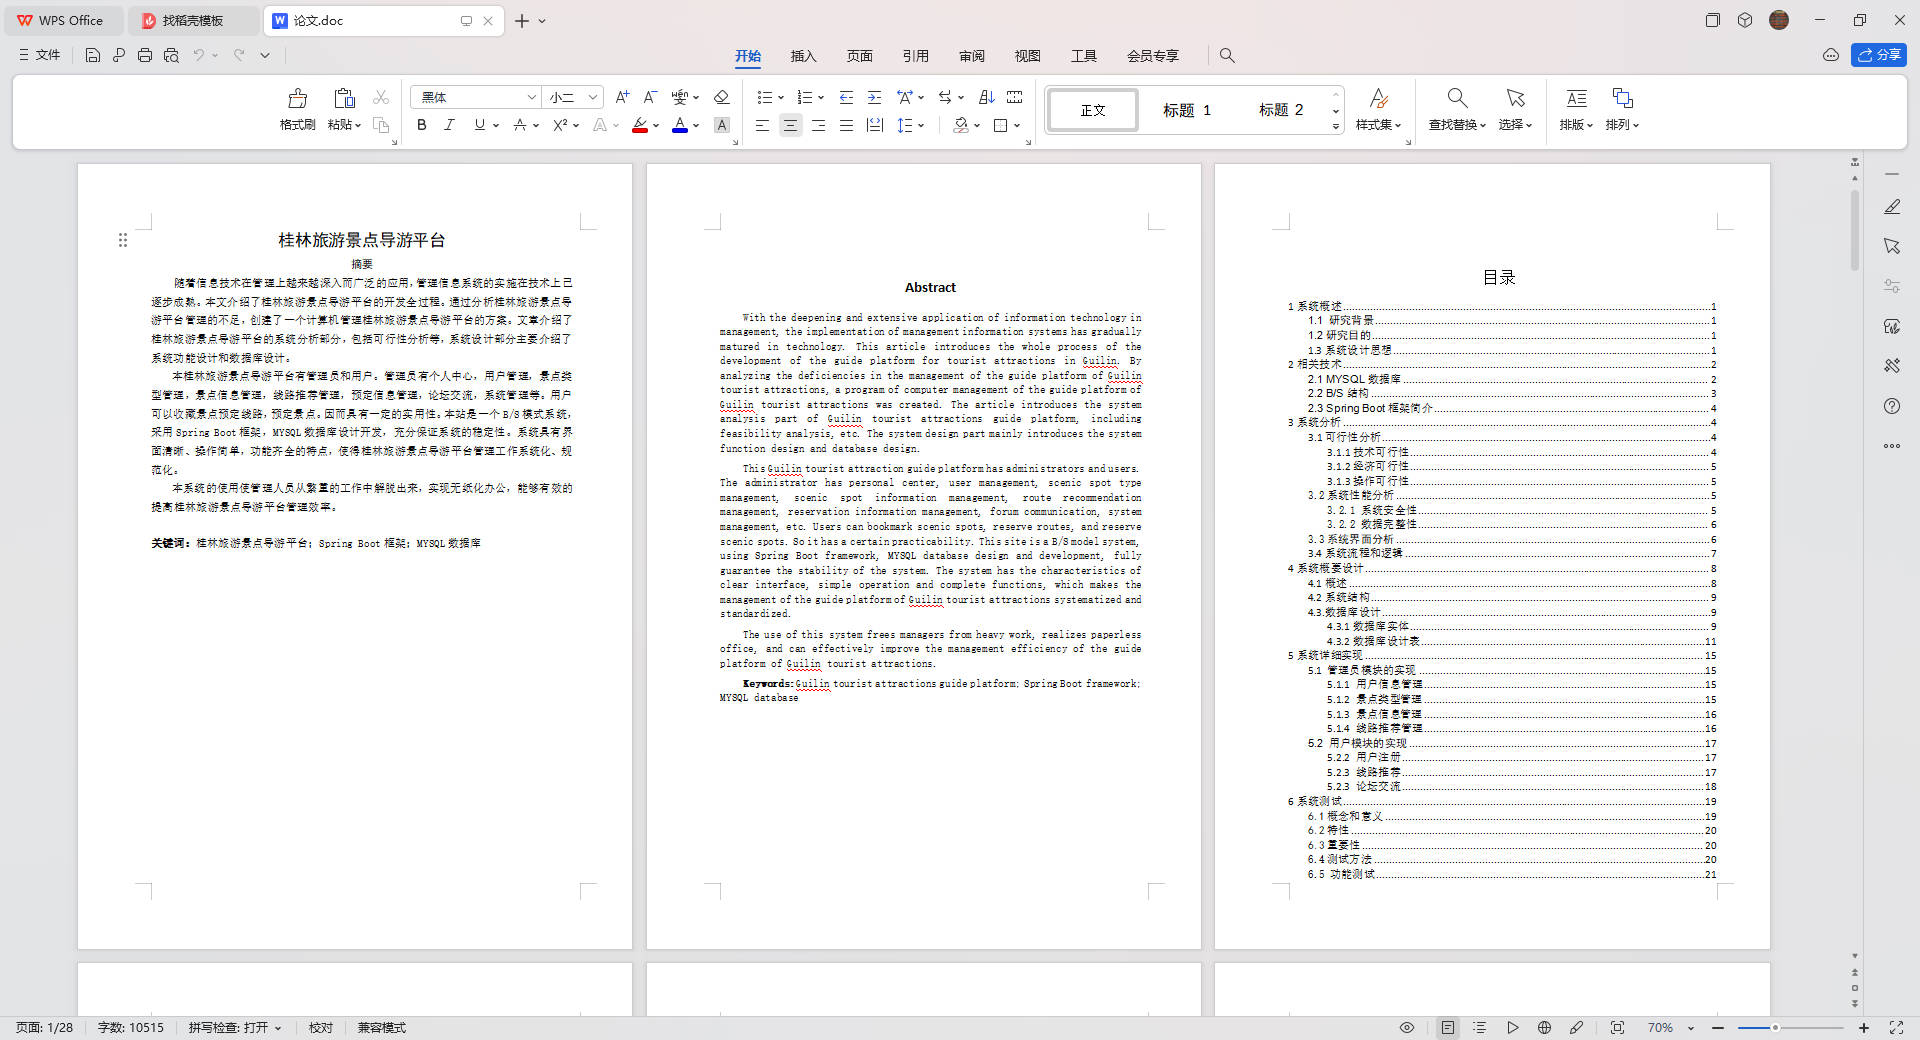 WPS Office
找稻壳模板
论文.doc
文件
开始
插入
页面
引用
审阅
视图
工具
会员专享
分享
格式刷
粘贴
黑体
小二
正文
标题 1
标题 2
样式集
查找替换
选择
排版
排列
桂林旅游景点导游平台
摘要
随着信息技术在管理上越来越深入而广泛的应用,管理信息系统的实施在技术上已
逐步成熟。本文介绍了桂林旅游景点导游平台的开发全过程。通过分析桂林旅游景点导
游平台管理的不足,创建了一个计算机管理桂林旅游景点导游平台的方案。文章介绍了
桂林旅游景点导游平台的系统分析部分,包括可行性分析等,系统设计部分主要介绍了
系统功能设计和数据库设计。
本桂林旅游景点导游平台有管理员和用户。管理员有个人中心,用户管理,景点类
型管理,景点信息管理,线路推荐管理,预定信息管理,论坛交流,系统管理等。用户
可以收藏景点预定线路,预定景点。因而具有一定的实用性。本站是一个B/S模式系统,
采用Spring Boot框架,MYSQL数据库设计开发,充分保证系统的稳定性。系统具有界
面清晰、操作简单,功能齐全的特点,使得桂林旅游景点导游平台管理工作系统化、规
范化。
本系统的使用使管理人员从繁重的工作中解脱出来,实现无纸化办公,能够有效的
提高桂林旅游景点导游平台管理效率。
关键词:桂林旅游景点导游平台;Spring Boot框架;MYSQL数据库
Abstract
With the deepening and extensive application of information technology in
management, the implementation of management information systems has gradually
matured in technology. This article introduces the whole process of the
development of the guide platform for tourist attractions in Guilin. By
analyzing the deficiencies in the management of the guide platform of Guilin
tourist attractions, a program of computer management of the guide platform of
Guilin tourist attractions was created. The article introduces the system
analysis part of Guilin tourist attractions guide platform, including
feasibility analysis, etc. The system design part mainly introduces the system
function design and database design.
This Guilin tourist attraction guide platform has administrators and users.
The administrator has personal center, user management, scenic spot type
management, scenic spot information management, route recommendation
management, reservation information management, forum communication, system
management, etc. Users can bookmark scenic spots, reserve routes, and reserve
scenic spots. So it has a certain practicability. This site is a B/S model system,
using Spring Boot framework, MYSQL database design and development, fully
guarantee the stability of the system. The system has the characteristics of
clear interface, simple operation and complete functions, which makes the
management of the guide platform of Guilin tourist attractions systematized and
standardized.
The use of this system frees managers from heavy work, realizes paperless
office, and can effectively improve the management efficiency of the guide
platform of Guilin tourist attractions.
Keywords:Guilin tourist attractions guide platform; Spring Boot framework;
MYSQL database
目录
1 系统概述 1
1.1 研究背景 1
1.2 研究目的 1
1.3 系统设计思想 1
2 相关技术 2
2.1 MYSQL 数据库 2
2.2 B/S 结构 3
2.3 Spring Boot 框架简介 4
3 系统分析 4
3.1 可行性分析 4
3.1.1 技术可行性 4
3.1.2 经济可行性 5
3.1.3 操作可行性 5
3.2 系统性能分析 5
3.2.1 系统安全性 5
3.2.2 数据完整性 6
3.3 系统界面分析 6
3.4 系统流程和逻辑 7
4 系统概要设计 8
4.1 概述 8
4.2 系统结构 9
4.3.数据库设计 9
4.3.1 数据库实体 9
4.3.2 数据库设计表 11
5 系统详细实现 15
5.1 管理员模块的实现 15
5.1.1 用户信息管理 15
5.1.2 景点类型管理 15
5.1.3 景点信息管理 16
5.1.4 线路推荐管理 16
5.2 用户模块的实现 17
5.2.2 用户注册 17
5.2.3 线路推荐 17
5.2.3 论坛交流 18
6 系统测试 19
6.1 概念和意义 19
6.2 特性 20
6.3 重要性 20
6.4 测试方法 20
6.5 功能测试 21
页面: 1/28
字数: 10515
拼写检查: 打开
校对
兼容模式
70%